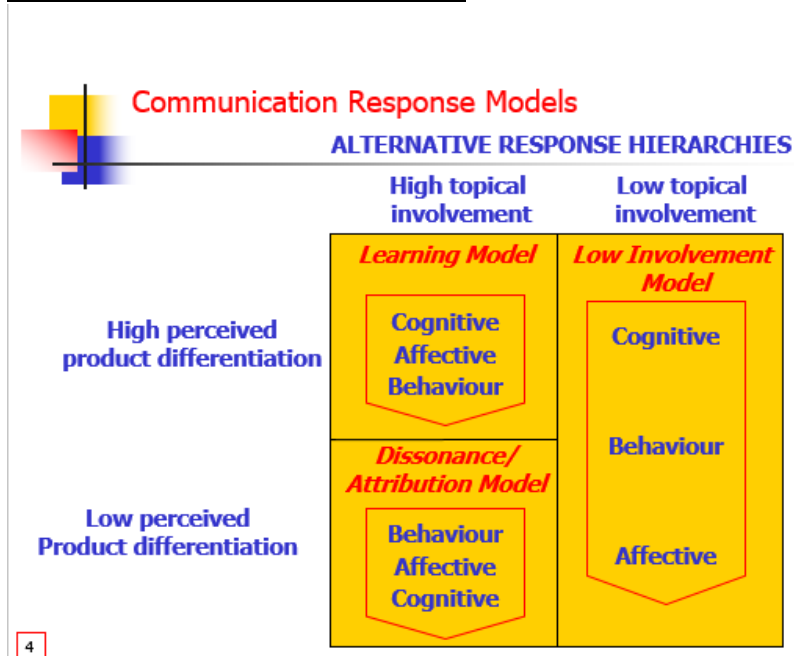 Communication Response Models
ALTERNATIVE RESPONSE HIERARCHIES
High topical
involvement
Low topical
involvement
High perceived
product differentiation
Learning Model
Cognitive
Affective
Behaviour
Low Involvement
Model
Cognitive
Behaviour
Affective
Low perceived
Product differentiation
Dissonance/
Attribution Model
Behaviour
Affective
Cognitive
4